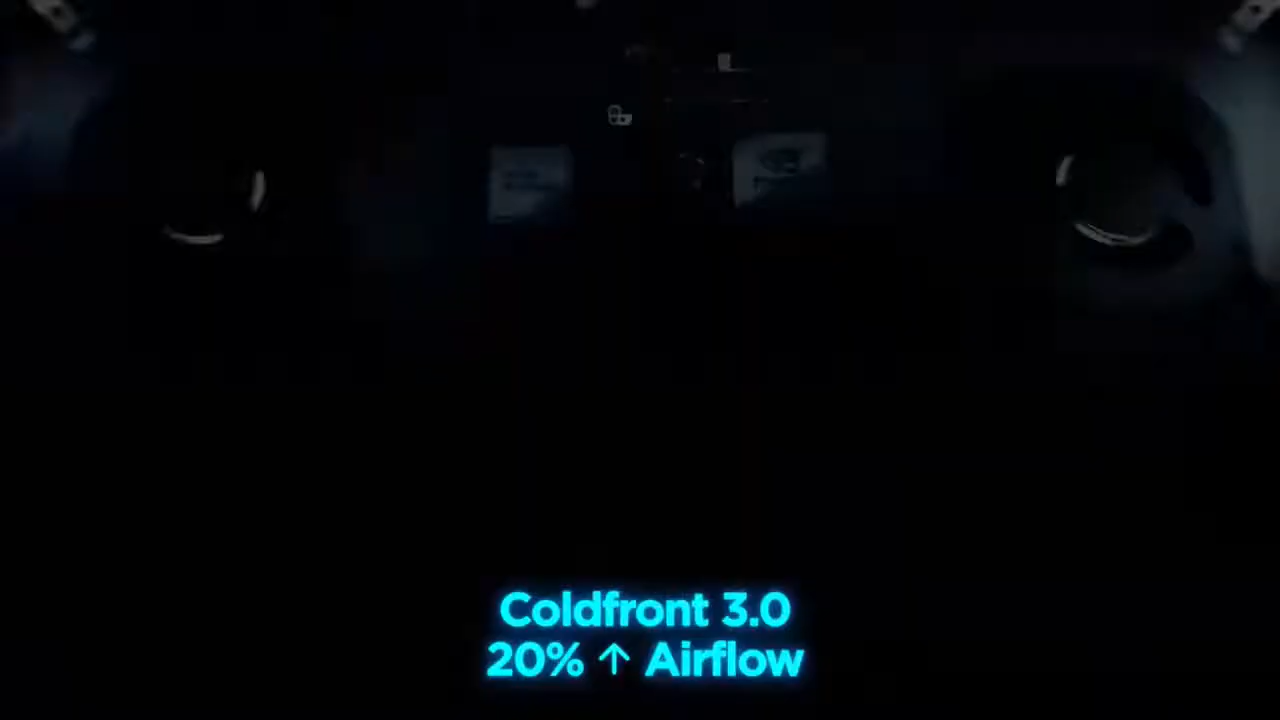 Coldfront 3.0
20% ↑ Airflow